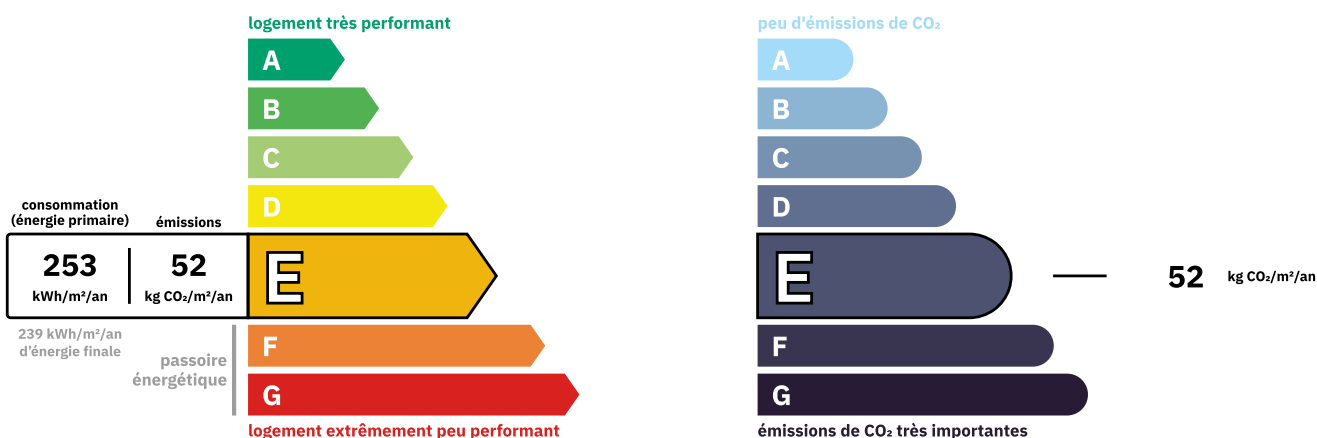 logement très performant
A
B
C
D
consommation
(énergie primaire)
émissions
253
kWh/m²/an
52
kg CO₂/m²/an
E
239 kWh/m²/an
d'énergie finale
passoire
énergétique
F
G
logement extrêmement peu performant
peu d'émissions de CO₂
A
B
C
D
E
52 kg CO₂/m²/an
F
G
émissions de CO₂ très importantes